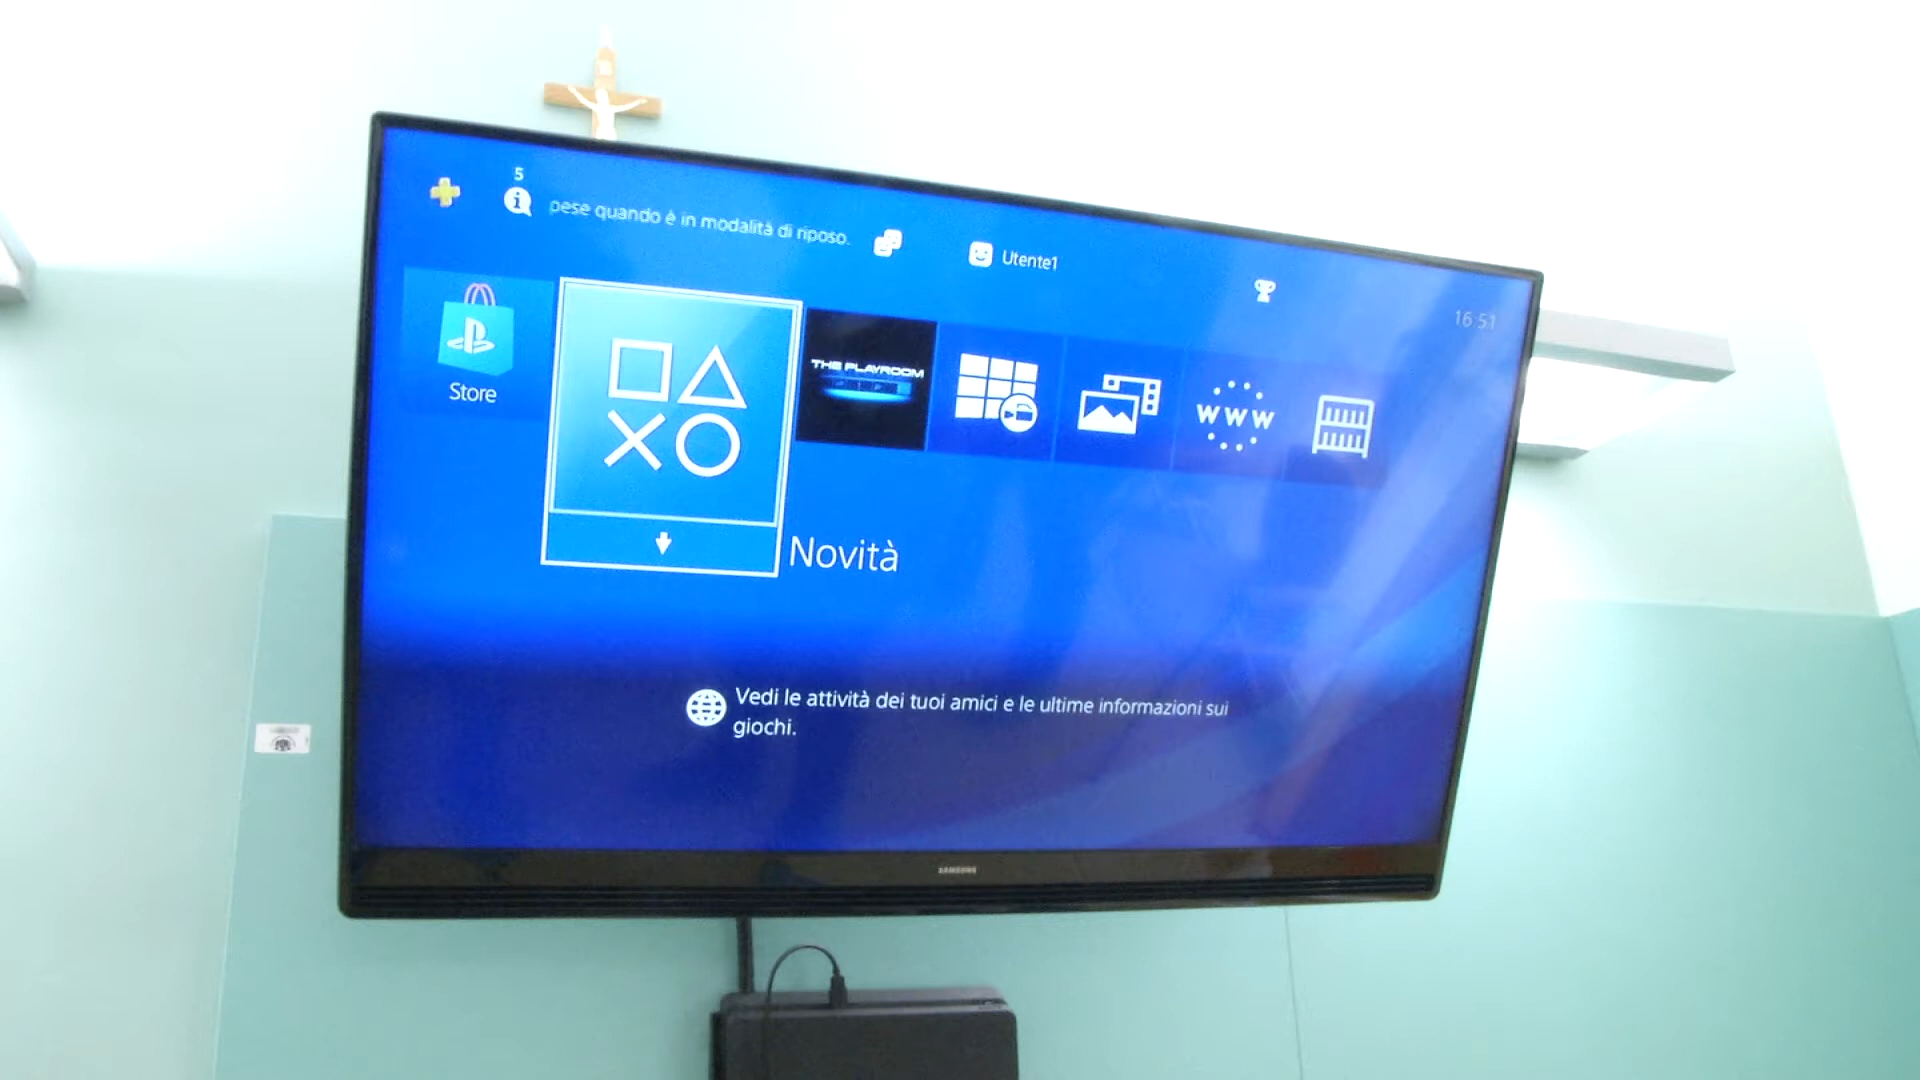 5
pese quando è in modalità di riposo.
Utente1
16:51
Store
THE PLAYROOM
www
Novità
Vedi le attività dei tuoi amici e le ultime informazioni sui
giochi.
SAMSUNG